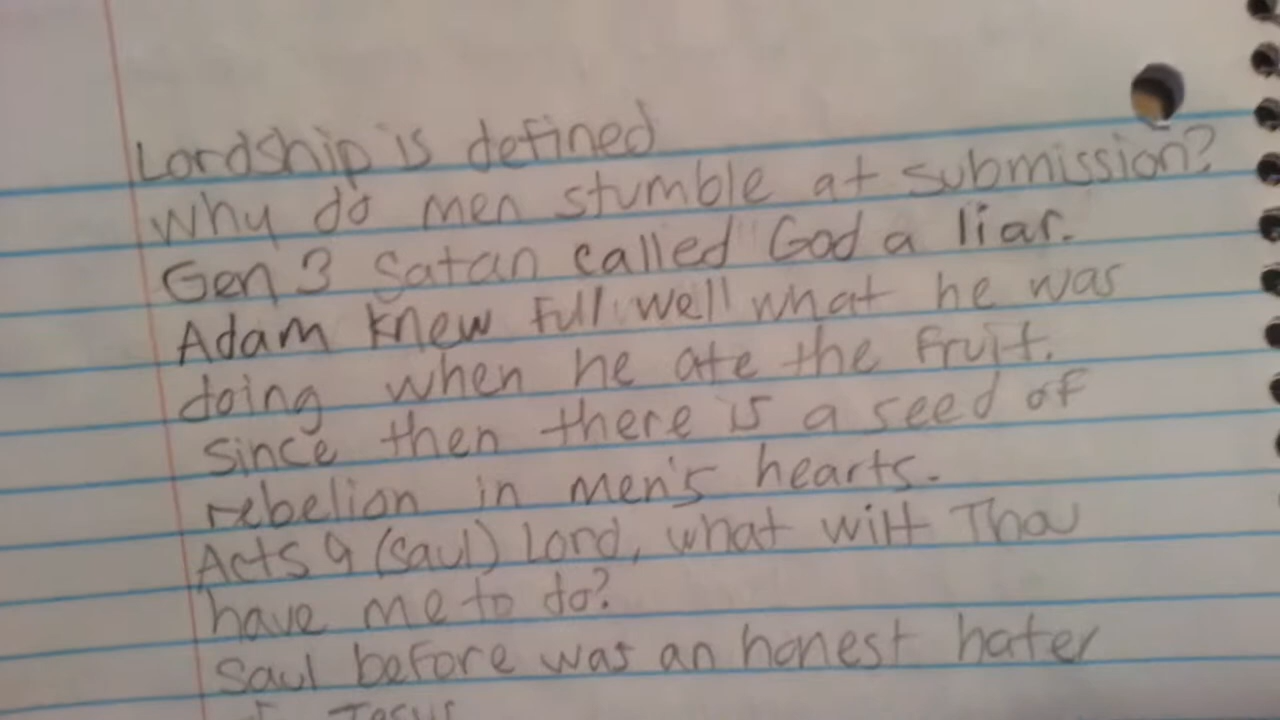 Lordship is defined
why do men stumble at submission?
Gen 3 Satan called God a liar.
Adam knew full well what he was
doing when he ate the fruit.
since then there is a seed of
rebelion in men's hearts.
Acts 9 (Saul) Lord, what wilt Thou
have me to do?
Saul before was an honest hater
of Jesus